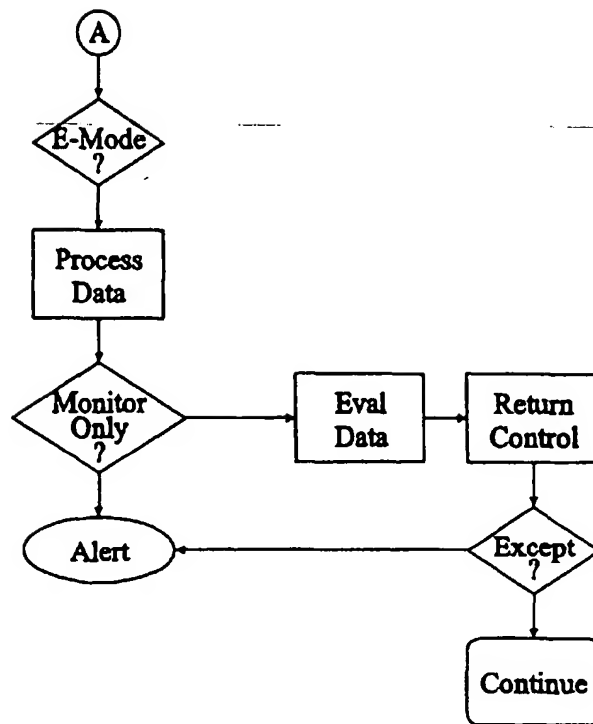 A
E-Mode
?
Process
Data
Monitor
Only
?
Eval
Data
Return
Control
Alert
Except
?
Continue